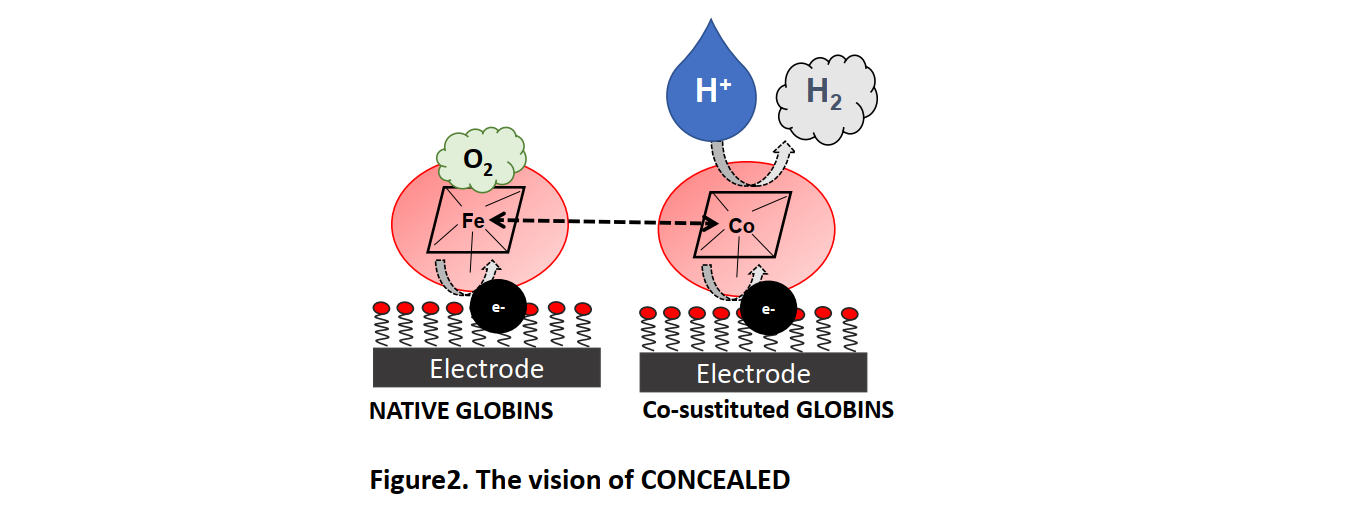 H+
H2
O2
Fe
Co
e-
e-
Electrode
Electrode
NATIVE GLOBINS
Co-sustituted GLOBINS
Figure2. The vision of CONCEALED